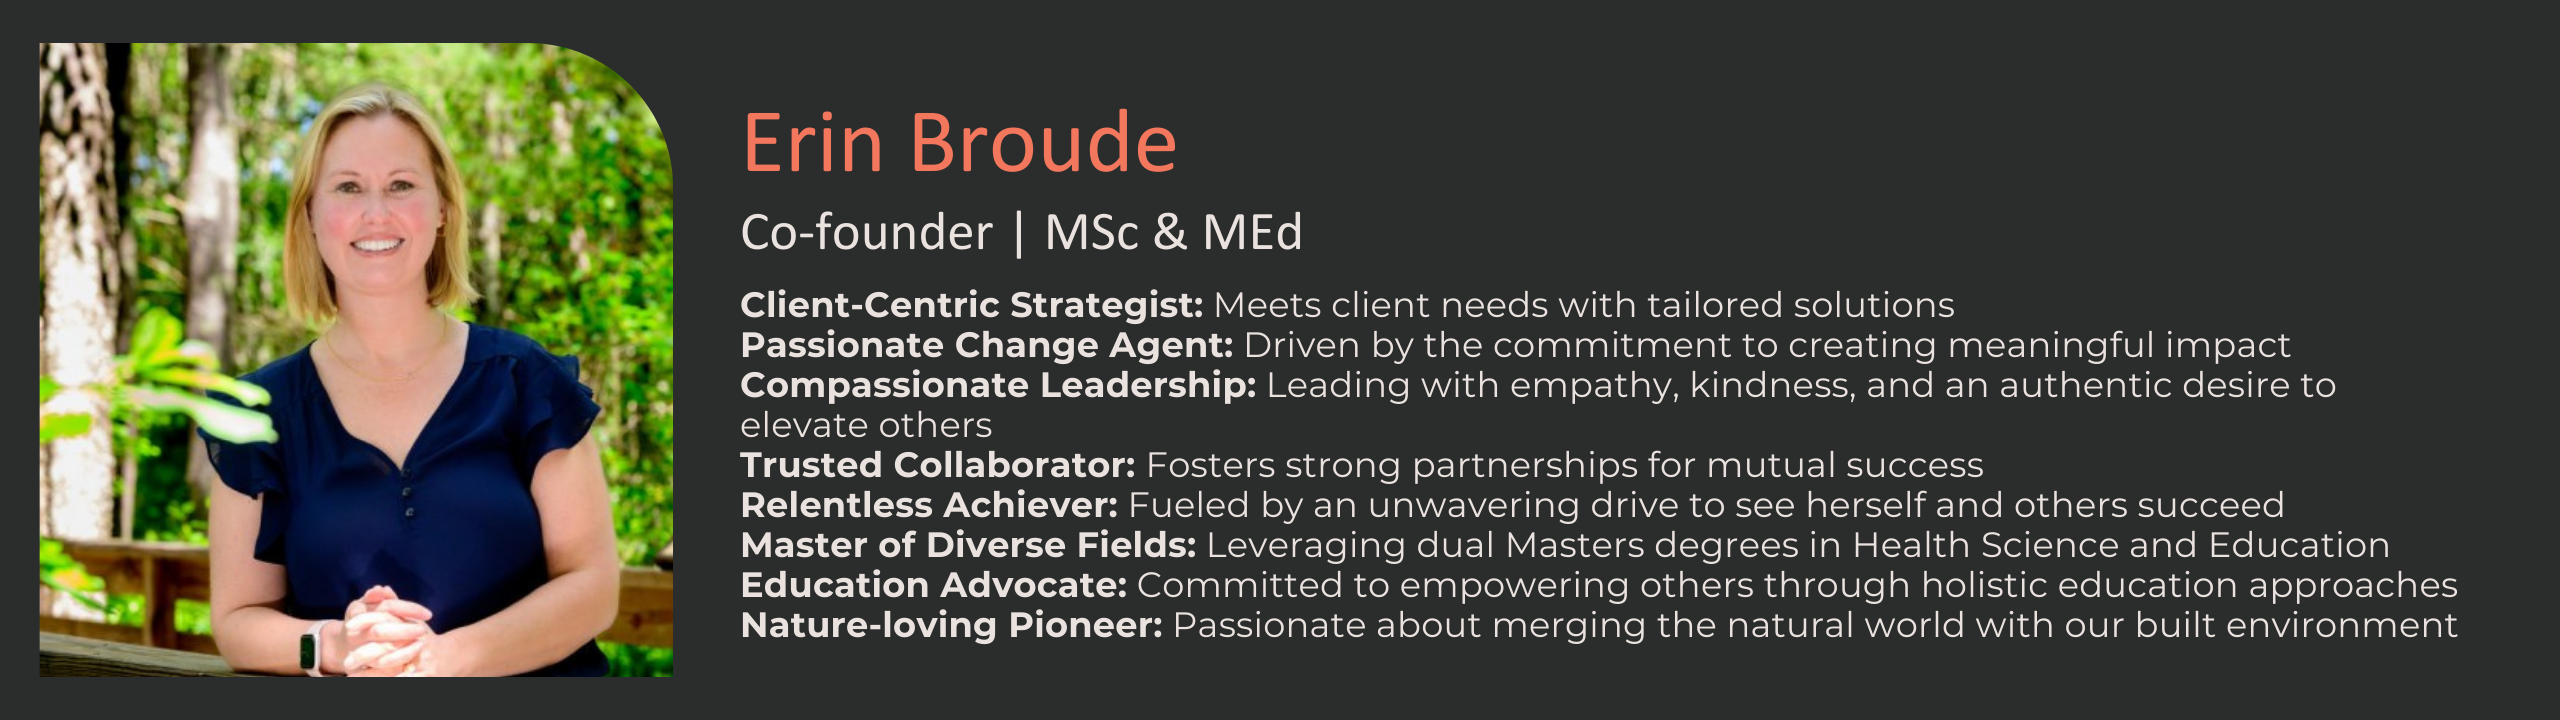 Erin Broude
Co-founder | MSc & MEd
Client-Centric Strategist: Meets client needs with tailored solutions
Passionate Change Agent: Driven by the commitment to creating meaningful impact
Compassionate Leadership: Leading with empathy, kindness, and an authentic desire to
elevate others
Trusted Collaborator: Fosters strong partnerships for mutual success
Relentless Achiever: Fueled by an unwavering drive to see herself and others succeed
Master of Diverse Fields: Leveraging dual Masters degrees in Health Science and Education
Education Advocate: Committed to empowering others through holistic education approaches
Nature-loving Pioneer: Passionate about merging the natural world with our built environment